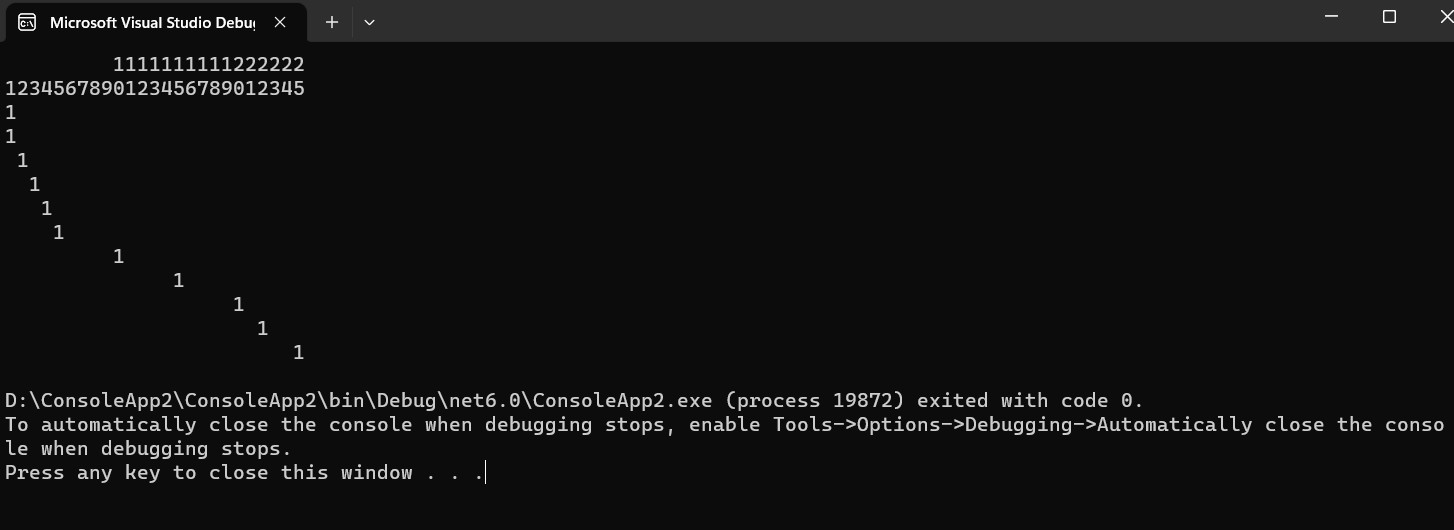 Microsoft Visual Studio Debu
         1111111111222222
1234567890123456789012345
1
1
 1
  1
   1
    1
         1
              1
                   1
                     1
                        1
D:\ConsoleApp2\ConsoleApp2\bin\Debug\net6.0\ConsoleApp2.exe (process 19872) exited with code 0.
To automatically close the console when debugging stops, enable Tools->Options->Debugging->Automatically close the conso
le when debugging stops.
Press any key to close this window . . .